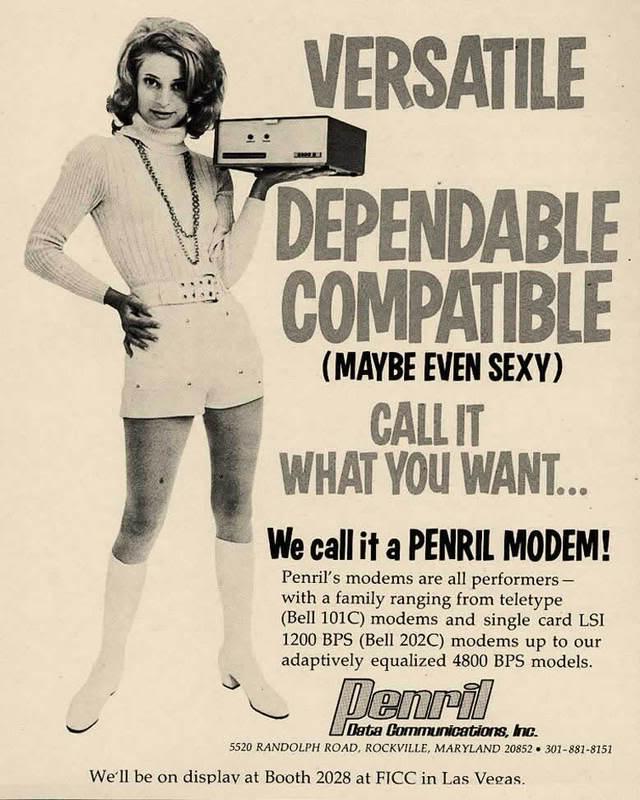 VERSATILE
DEPENDABLE
COMPATIBLE
(MAYBE EVEN SEXY)
CALL IT
WHAT YOU WANT...
We call it a PENRIL MODEM!
Penril's modems are all performers —
with a family ranging from teletype
(Bell 101C) modems and single card LSI
1200 BPS (Bell 202C) modems up to our
adaptively equalized 4800 BPS models.
Penril
Data Communications, Inc.
5520 RANDOLPH ROAD, ROCKVILLE, MARYLAND 20852 • 301-881-8151
We'll be on display at Booth 2028 at FJCC in Las Vegas.